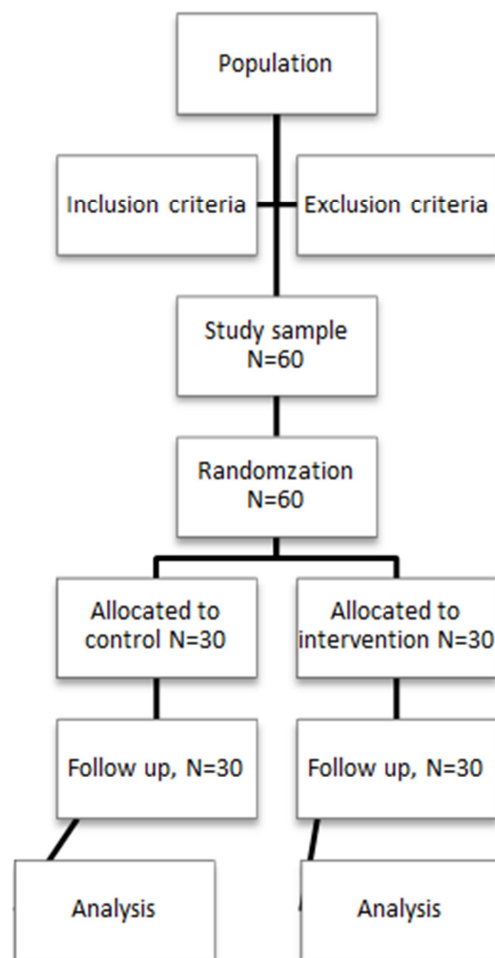 Population
Inclusion criteria
Exclusion criteria
Study sample
N=60
Randomzation
N=60
Allocated to
control N=30
Allocated to
intervention N=30
Follow up, N=30
Follow up, N=30
Analysis
Analysis